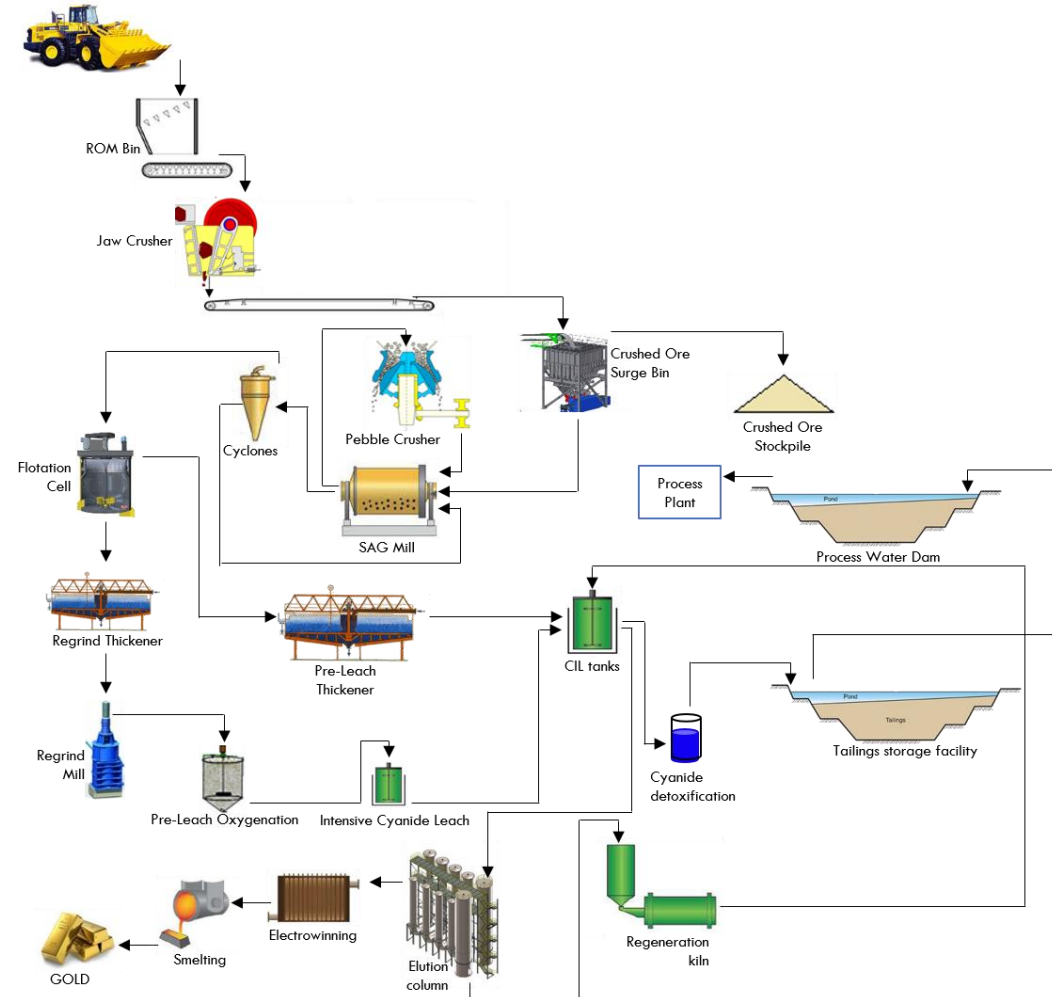 ROM Bin
Jaw Crusher
Crushed Ore
Surge Bin
Crushed Ore
Stockpile
Pebble Crusher
Cyclones
Flotation
Cell
SAG Mill
Process
Plant
Pond
Process Water Dam
Regrind Thickener
Pre-Leach
Thickener
CIL tanks
Pond
Tailings
Tailings storage facility
Regrind
Mill
Cyanide
detoxification
Pre-Leach Oxygenation
Intensive Cyanide Leach
Electrowinning
Smelting
GOLD
Elution
column
Regeneration
kiln